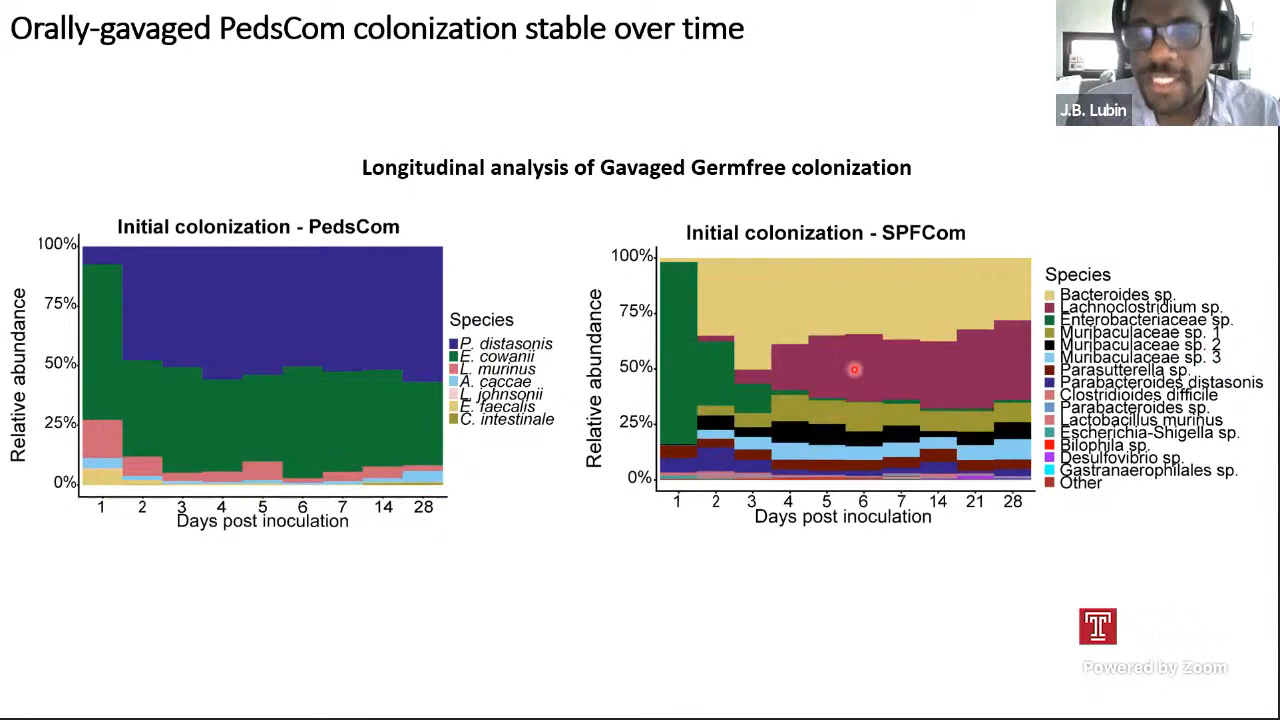 Orally-gavaged PedsCom colonization stable over time
J.B. Lubin
Longitudinal analysis of Gavaged Germfree colonization
Initial colonization - PedsCom
100%
75%
50%
25%
0%
Relative abundance
1 2 3 4 5 6 7 14 28
Days post inoculation
Species
P. distasonis
E. cowanii
L. murinus
A. caccae
L. johnsonii
E. faecalis
C. intestinale
Initial colonization - SPFCom
100%
75%
50%
25%
0%
Relative abundance
1 2 3 4 5 6 7 14 21 28
Days post inoculation
Species
Bacteroides sp.
Lachnoclostridium sp.
Enterobacteriaceae sp.
Muribaculaceae sp. 1
Muribaculaceae sp. 2
Muribaculaceae sp. 3
Parasutterella sp.
Parabacteroides distasonis
Clostridioides difficile
Parabacteroides sp.
Lactobacillus murinus
Escherichia-Shigella sp.
Bilophila sp.
Desulfovibrio sp.
Gastranaerophilales sp.
Other
T
Powered by Zoom